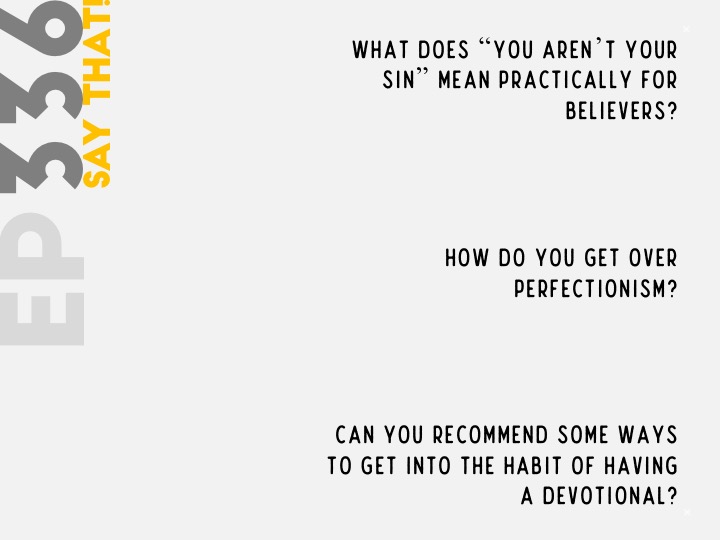 EP 336
SAY THAT!
WHAT DOES “YOU AREN’T YOUR
SIN” MEAN PRACTICALLY FOR
BELIEVERS?
HOW DO YOU GET OVER
PERFECTIONISM?
CAN YOU RECOMMEND SOME WAYS
TO GET INTO THE HABIT OF HAVING
A DEVOTIONAL?